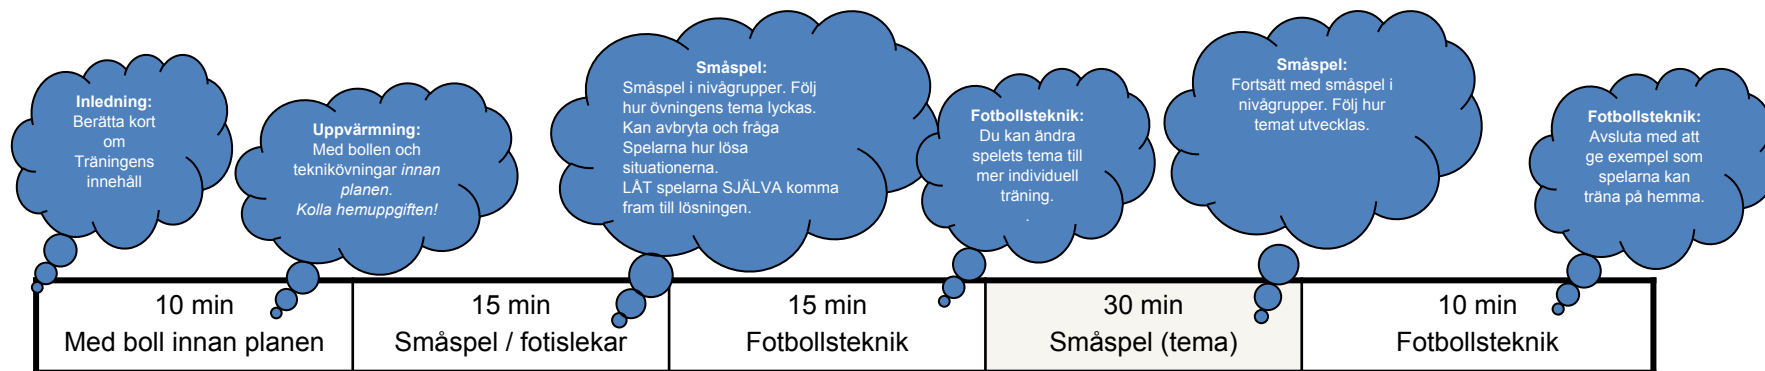 Inledning:
Berätta kort
om
Träningens
innehåll
Uppvärmning:
Med bollen och
teknikövningar innan
planen.
Kolla hemuppgiften!
Småspel:
Småspel i nivågrupper. Följ
hur övningens tema lyckas.
Kan avbryta och fråga
Spelarna hur lösa
situationerna.
LÅT spelarna SJÄLVA komma
fram till lösningen.
Fotbollsteknik:
Du kan ändra
spelets tema till
mer individuell
träning.
.
Småspel:
Fortsätt med småspel i
nivågrupper. Följ hur
temat utvecklas.
Fotbollsteknik:
Avsluta med att
ge exempel som
spelarna kan
träna på hemma.
10 min
Med boll innan planen
15 min
Småspel / fotislekar
15 min
Fotbollsteknik
30 min
Småspel (tema)
10 min
Fotbollsteknik